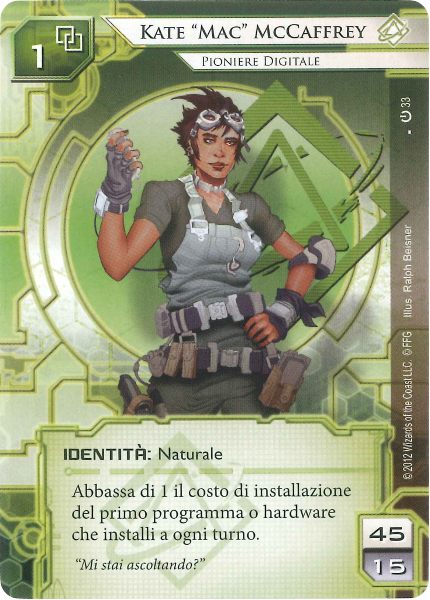 1
KATE “MAC” MCCAFFREY
PIONIERE DIGITALE
33
Illus. Ralph Beisner
© 2012 Wizards of the Coast LLC. © FFG
IDENTITÀ: Naturale
Abbassa di 1 il costo di installazione
del primo programma o hardware
che installi a ogni turno.
“Mi stai ascoltando?”
45
15